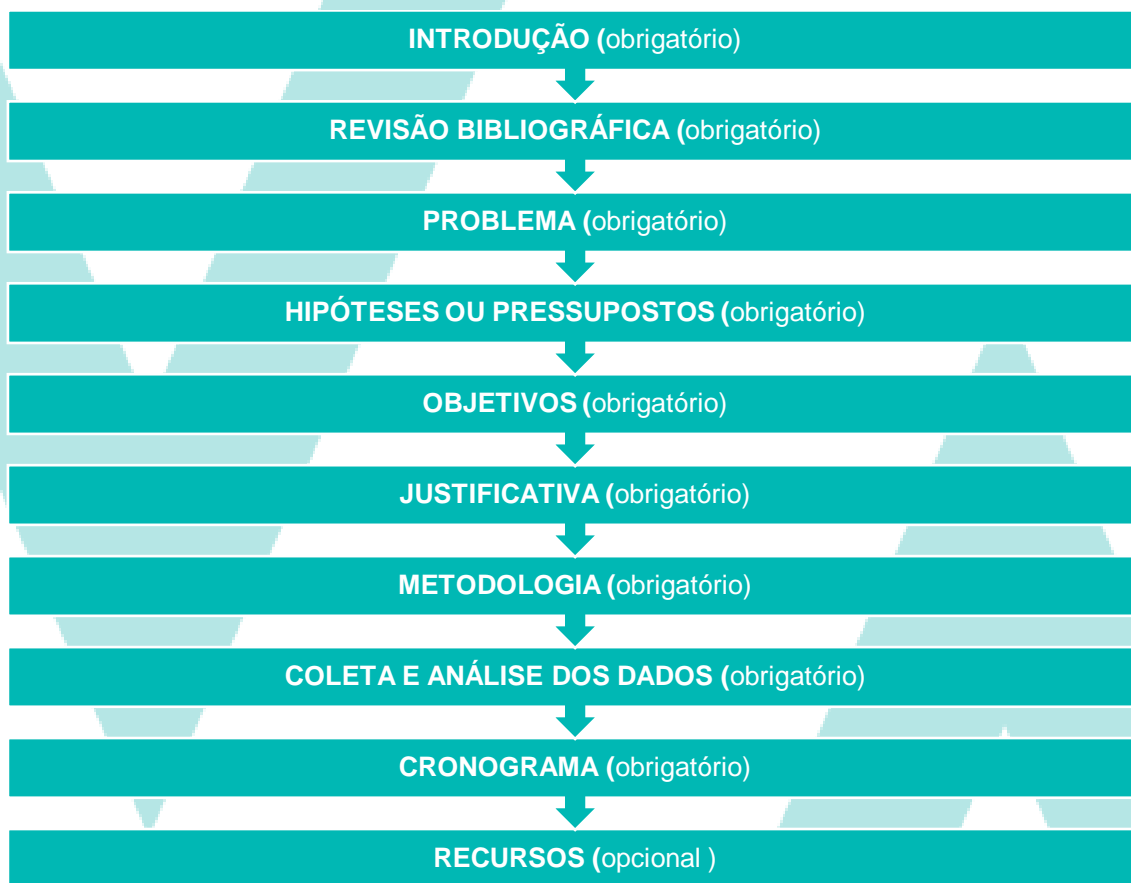 INTRODUÇÃO (obrigatório)
REVISÃO BIBLIOGRÁFICA (obrigatório)
PROBLEMA (obrigatório)
HIPÓTESES OU PRESSUPOSTOS (obrigatório)
OBJETIVOS (obrigatório)
JUSTIFICATIVA (obrigatório)
METODOLOGIA (obrigatório)
COLETA E ANÁLISE DOS DADOS (obrigatório)
CRONOGRAMA (obrigatório)
RECURSOS (opcional )